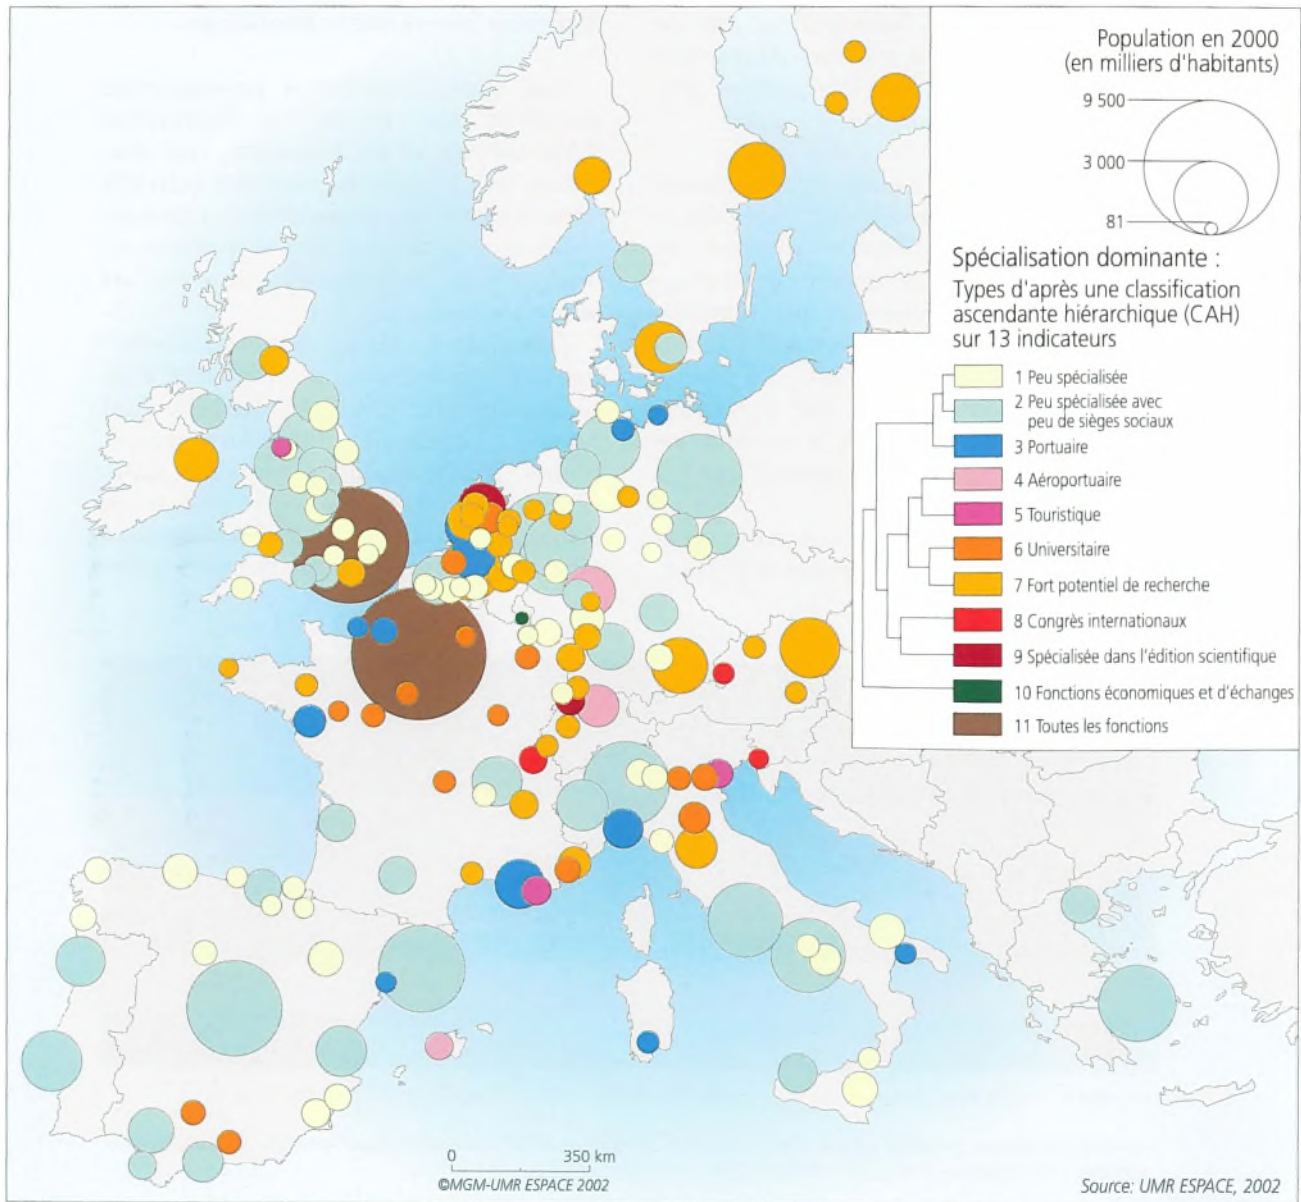 Population en 2000
(en milliers d'habitants)
9 500
3 000
81
Spécialisation dominante :
Types d'après une classification
ascendante hiérarchique (CAH)
sur 13 indicateurs
1 Peu spécialisée
2 Peu spécialisée avec
peu de sièges sociaux
3 Portuaire
4 Aéroportuaire
5 Touristique
6 Universitaire
7 Fort potentiel de recherche
8 Congrès internationaux
9 Spécialisée dans l'édition scientifique
10 Fonctions économiques et d'échanges
11 Toutes les fonctions
0 350 km
©MGM-UMR ESPACE 2002
Source: UMR ESPACE, 2002